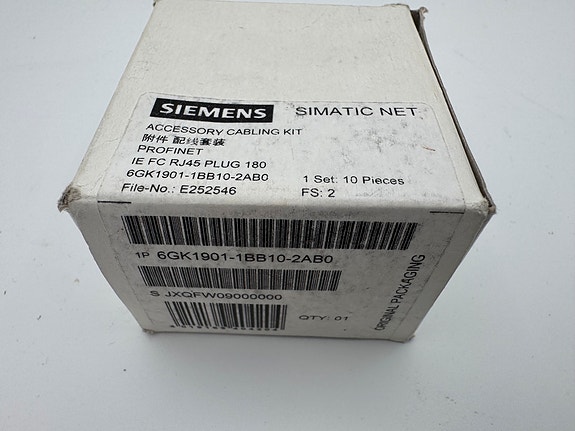 SIEMENS SIMATIC NET
ACCESSORY CABLING KIT
附件 配线套装
PROFINET
IE FC RJ45 PLUG 180
6GK1901-1BB10-2AB0 1 Set: 10 Pieces
File-No.: E252546 FS: 2
1P 6GK1901-1BB10-2AB0
S JXQFW09000000
QTY: 01
ORIGINAL PACKAGING